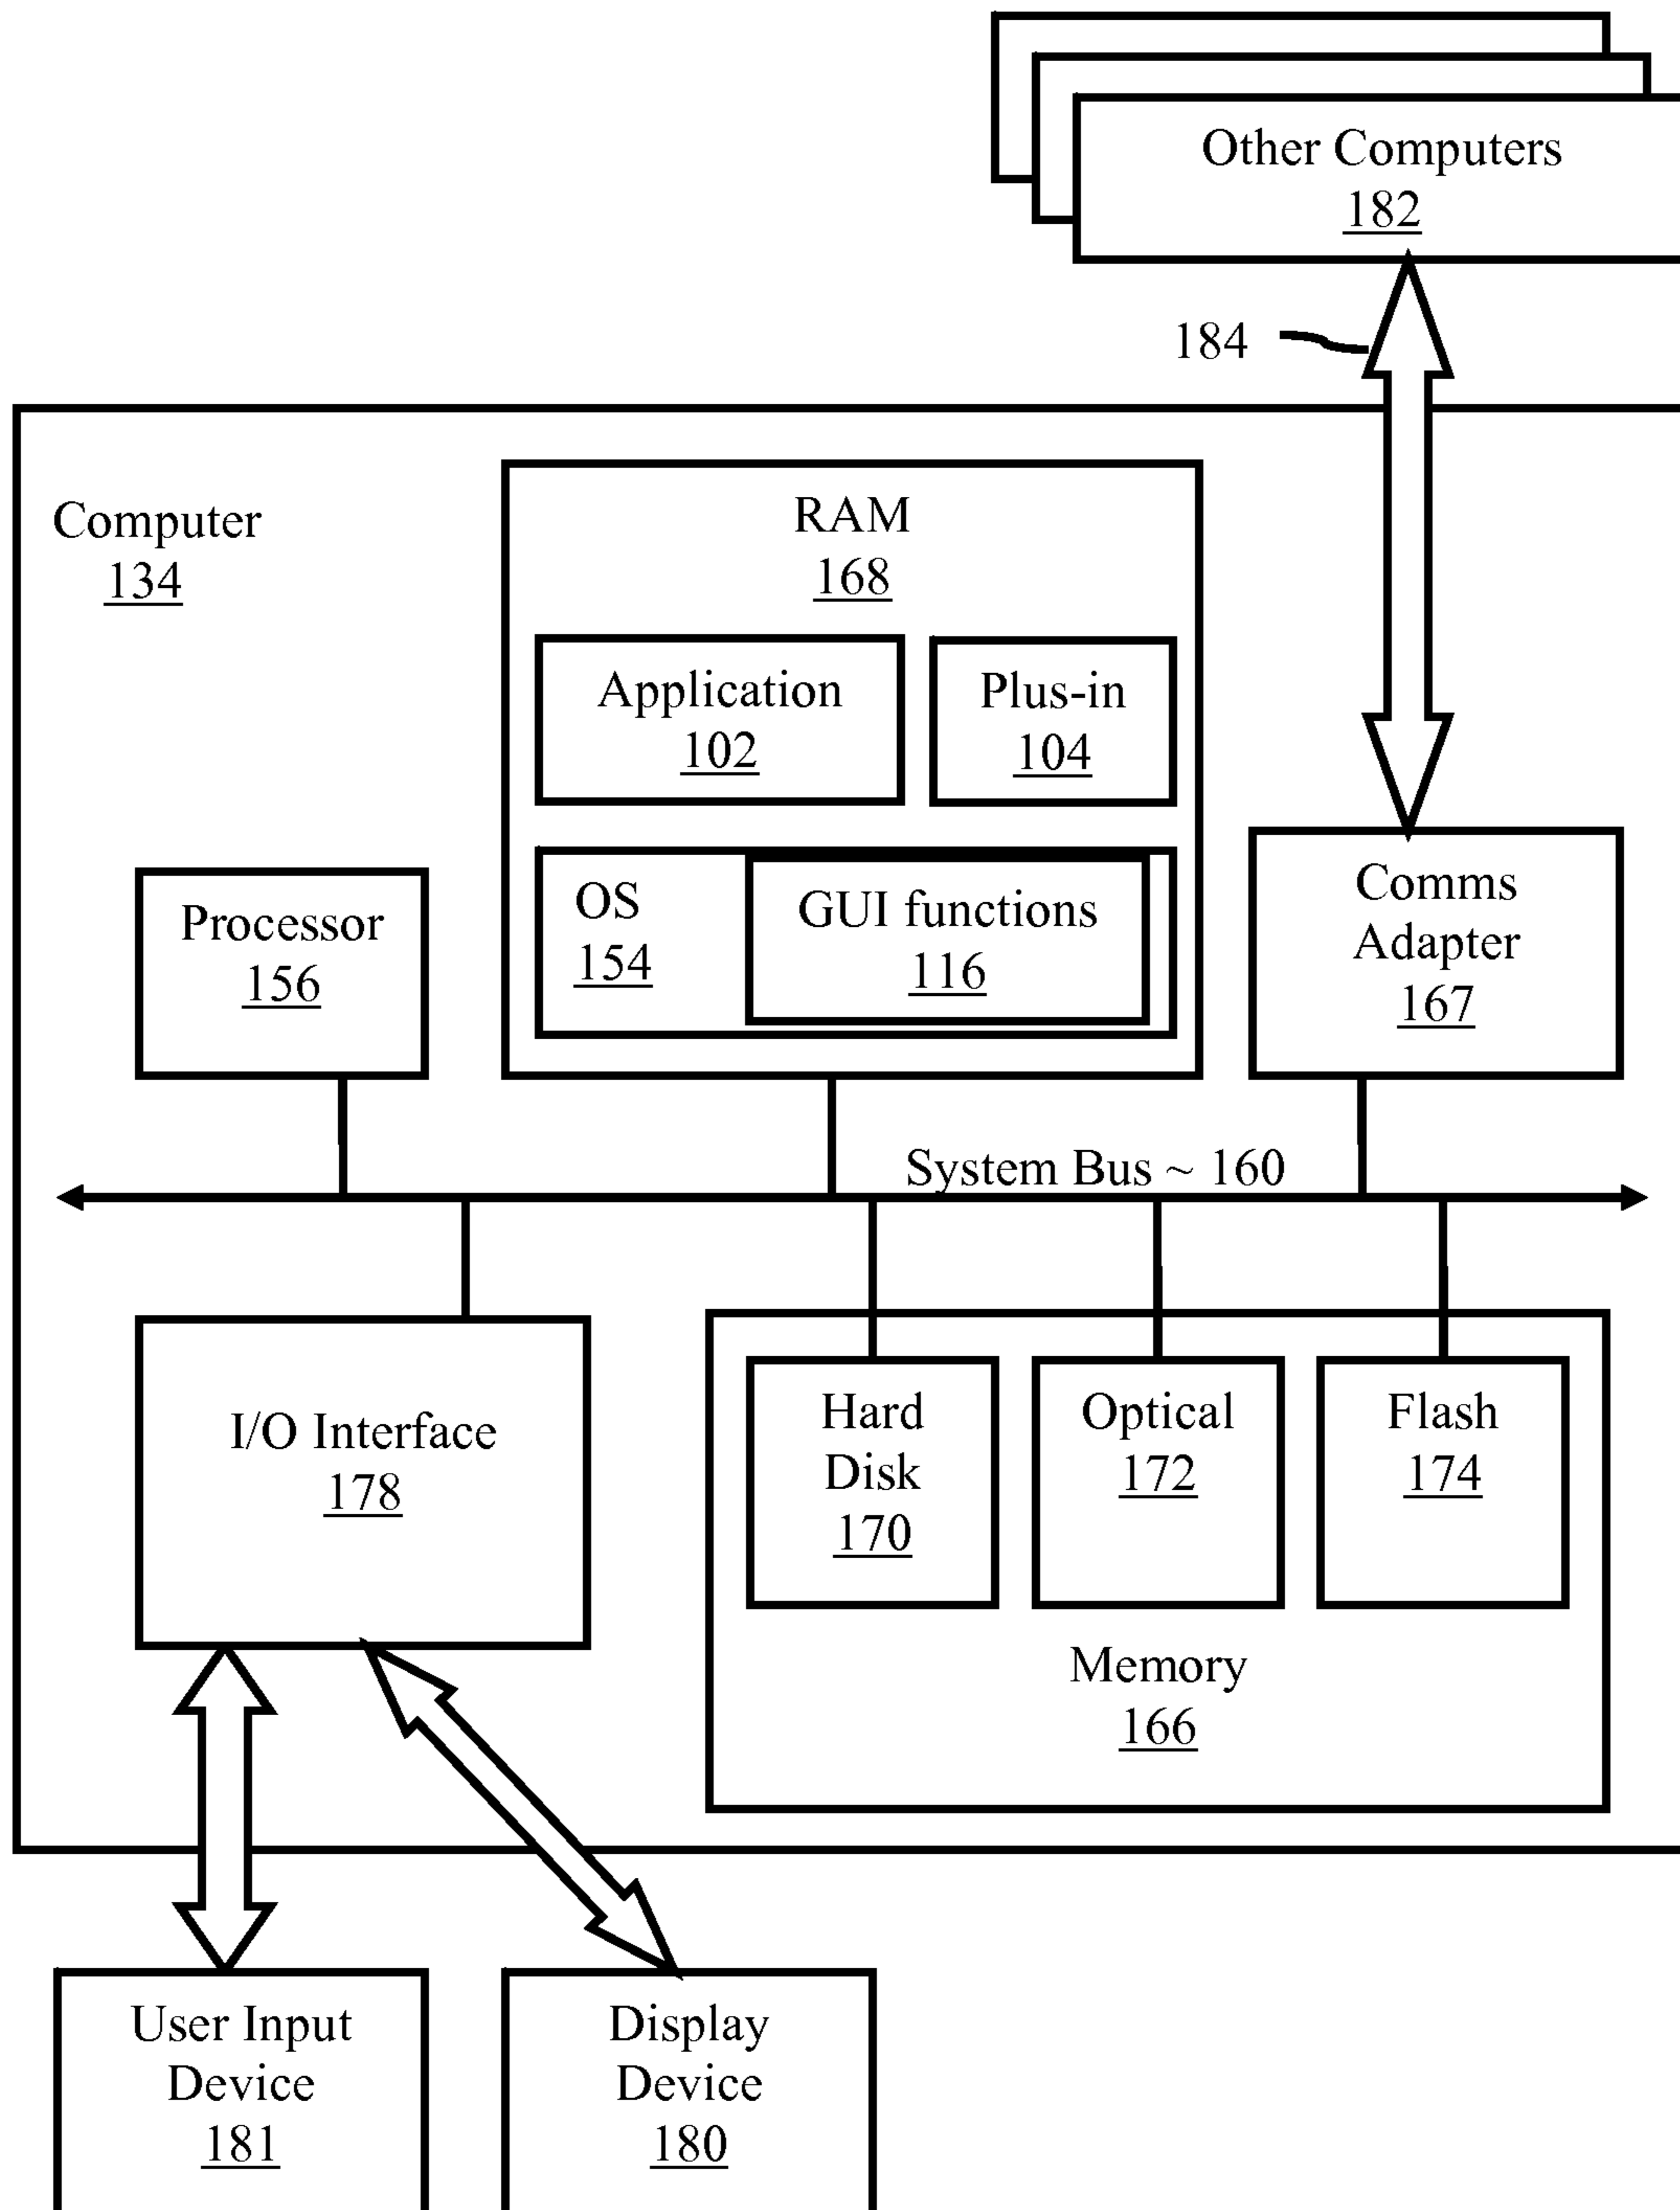 Other Computers
182
184
Computer
134
RAM
168
Application
102
Plus-in
104
OS
154
GUI functions
116
Processor
156
Comms
Adapter
167
System Bus ~ 160
I/O Interface
178
Hard
Disk
170
Optical
172
Flash
174
Memory
166
User Input
Device
181
Display
Device
180